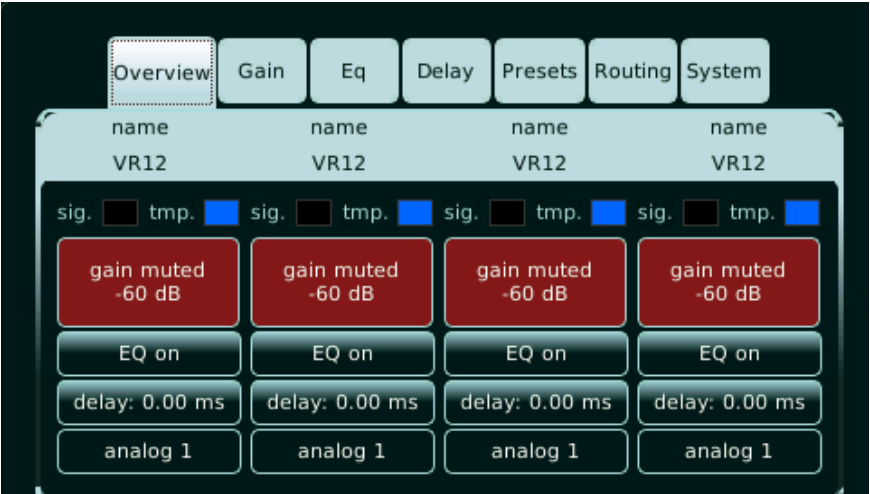 Overview Gain Eq Delay Presets Routing System
name name name name
VR12 VR12 VR12 VR12
sig. tmp. sig. tmp. sig. tmp. sig. tmp.
gain muted gain muted gain muted gain muted
-60 dB -60 dB -60 dB -60 dB
EQ on EQ on EQ on EQ on
delay: 0.00 ms delay: 0.00 ms delay: 0.00 ms delay: 0.00 ms
analog 1 analog 1 analog 1 analog 1